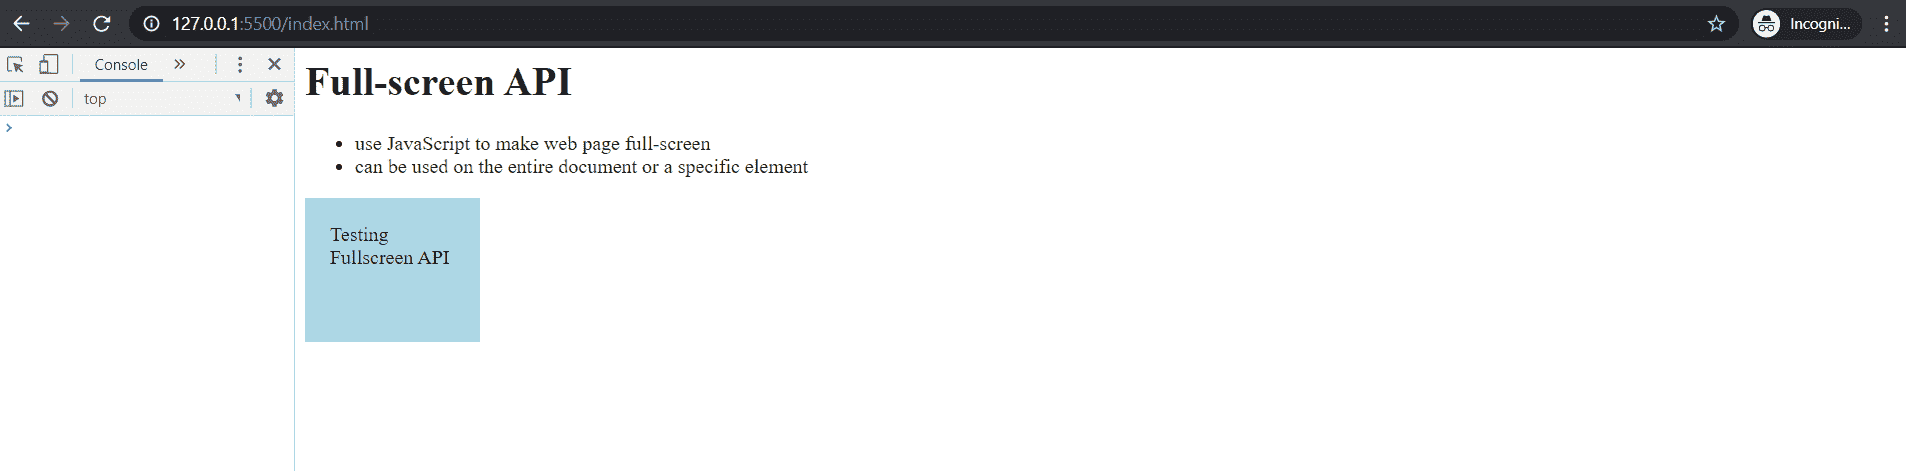 127.0.0.1:5500/index.html
Incogni...
Console
top
Full-screen API
use JavaScript to make web page full-screen
can be used on the entire document or a specific element
Testing
Fullscreen API